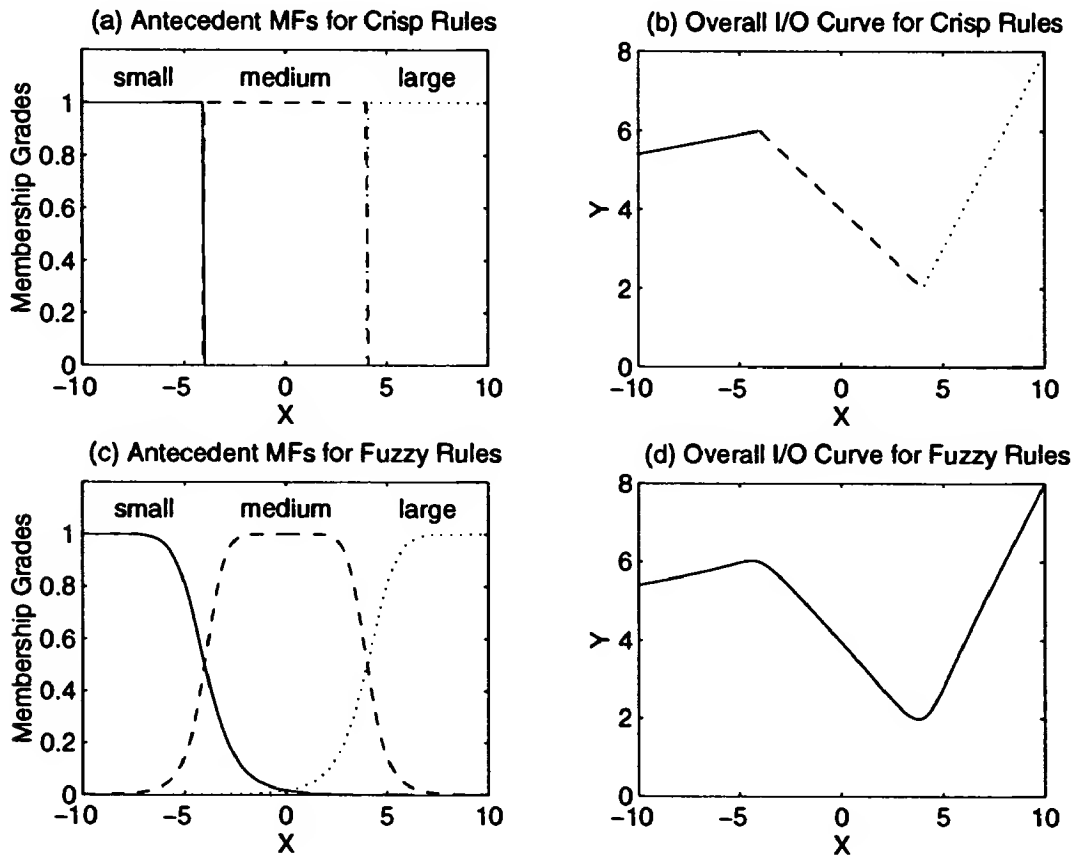 (a) Antecedent MFs for Crisp Rules
small medium large
Membership Grades
1
0.8
0.6
0.4
0.2
0
-10 -5 0 5 10
X
(b) Overall I/O Curve for Crisp Rules
Y
8
6
4
2
0
-10 -5 0 5 10
X
(c) Antecedent MFs for Fuzzy Rules
small medium large
Membership Grades
1
0.8
0.6
0.4
0.2
0
-10 -5 0 5 10
X
(d) Overall I/O Curve for Fuzzy Rules
Y
8
6
4
2
0
-10 -5 0 5 10
X